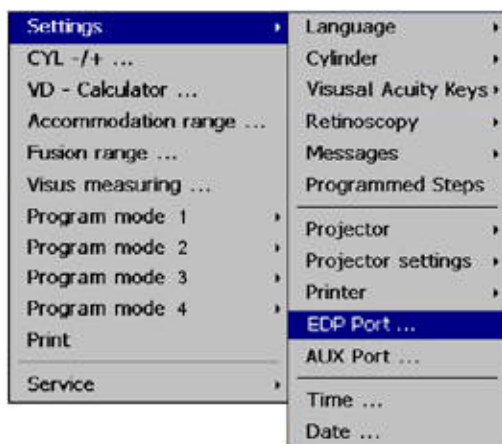 Settings
CYL -/+ ...
VD - Calculator ...
Accommodation range ...
Fusion range ...
Visus measuring ...
Program mode 1
Program mode 2
Program mode 3
Program mode 4
Print
Service
Language
Cylinder
Visusal Acuity Keys
Retinoscopy
Messages
Programmed Steps
Projector
Projector settings
Printer
EDP Port ...
AUX Port ...
Time ...
Date ...